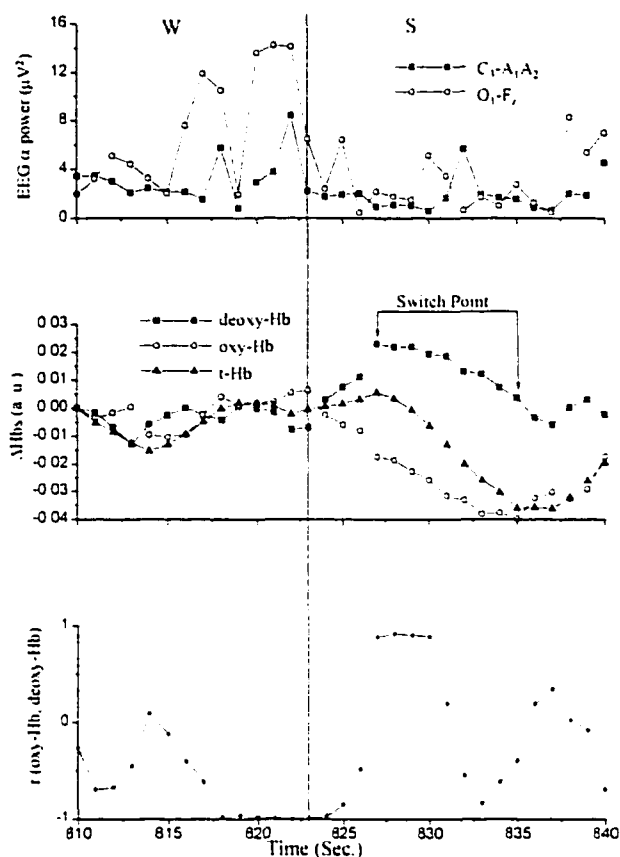 W S
C₃-A₁A₂
O₁-F₂
EEG α power (μV²)
16
12
8
4
0
Switch Point
deoxy-Hb
oxy-Hb
t-Hb
ΔHbs (a u)
0 03
0 02
0.01
0.00
-0.01
-0.02
-0.03
-0.04
r (oxy-Hb, deoxy-Hb)
1
0
-1
810 815 820 825 830 835 840
Time (Sec.)